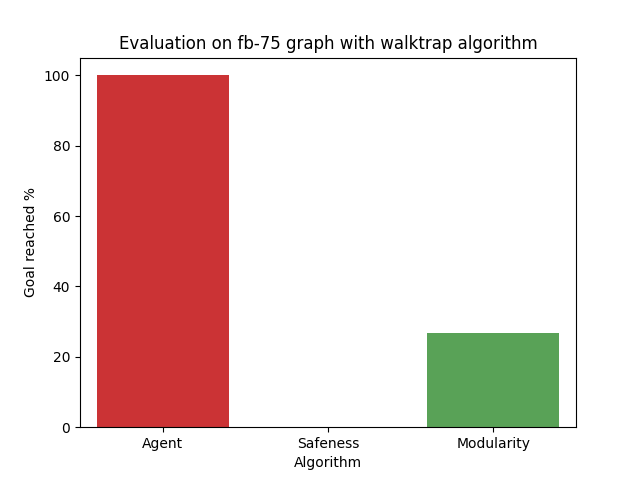 Evaluation on fb-75 graph with walktrap algorithm
Goal reached %
100
80
60
40
20
0
Agent
Safeness
Modularity
Algorithm